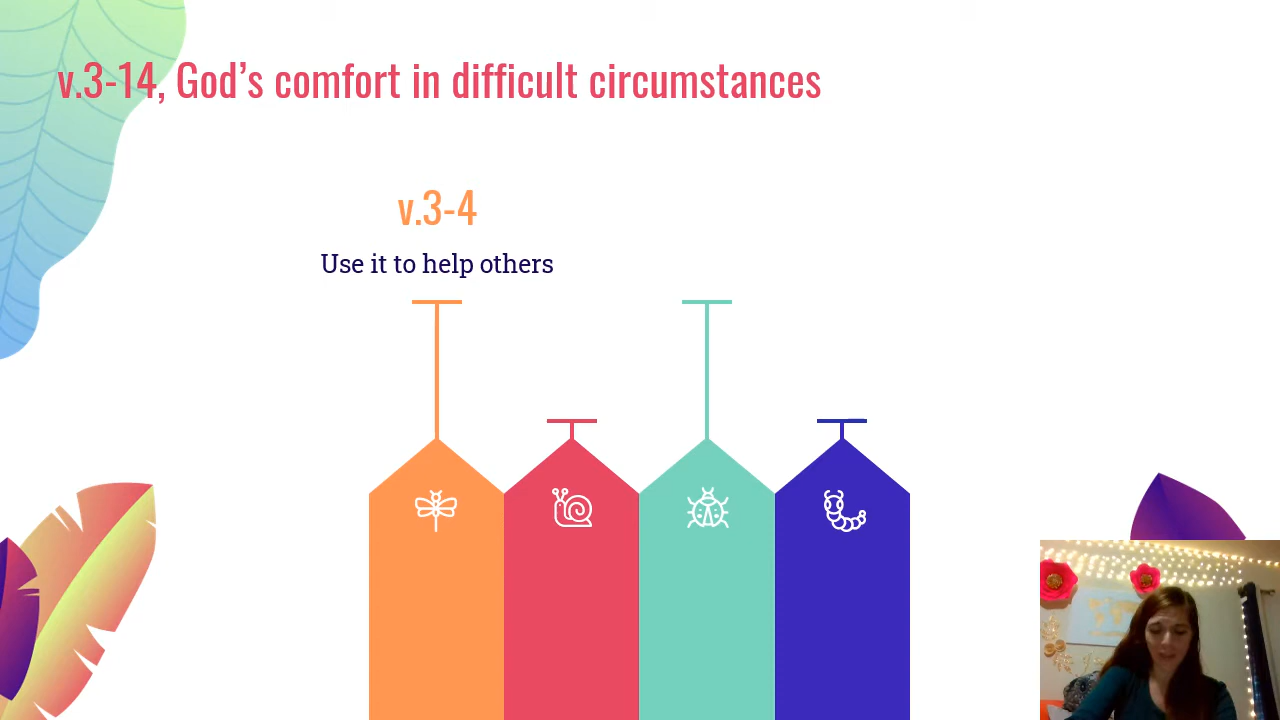 v.3-14, God’s comfort in difficult circumstances
v.3-4
Use it to help others